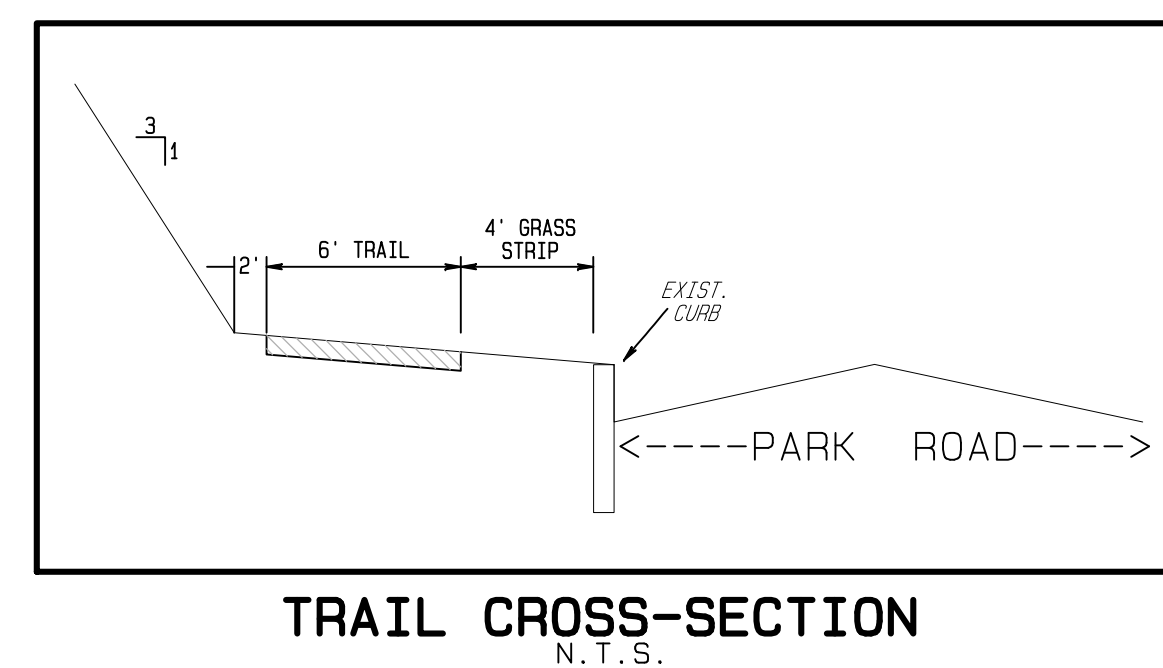 3
1
2'
6' TRAIL
4' GRASS
STRIP
EXIST.
CURB
<----PARK ROAD---->
TRAIL CROSS-SECTION
N.T.S.